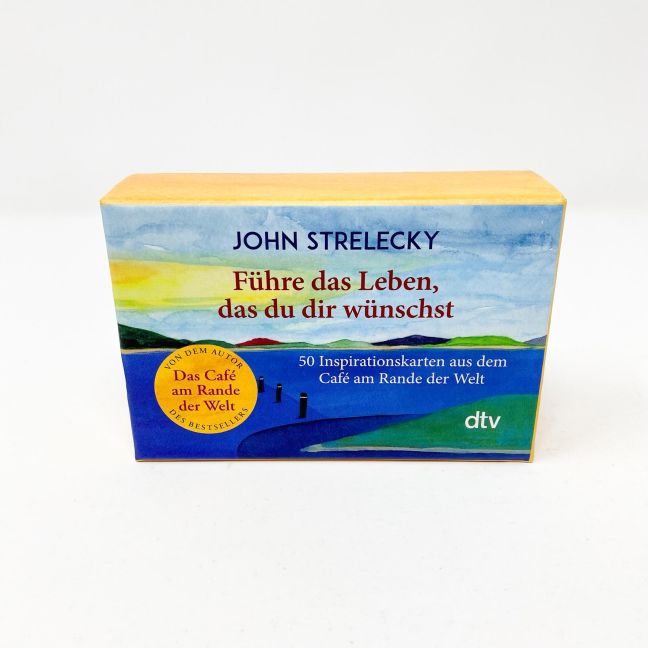 JOHN STRELECKY
Führe das Leben,
das du dir wünschst
50 Inspirationskarten aus dem
Café am Rande der Welt
VON DEM AUTOR
Das Café
am Rande
der Welt
DES BESTSELLERS
dtv